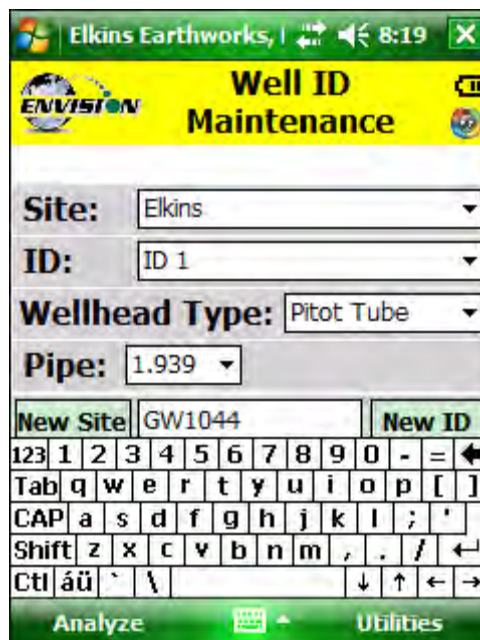 Elkins Earthworks, I 8:19
ENVISION
Well ID
Maintenance
Site: Elkins
ID: ID 1
Wellhead Type: Pitot Tube
Pipe: 1.939
New Site GW1044 New ID
123 1 2 3 4 5 6 7 8 9 0 - =
Tab q w e r t y u i o p [ ]
CAP a s d f g h j k l ; '
Shift z x c v b n m , . /
Ctl áü ` \
Analyze Utilities